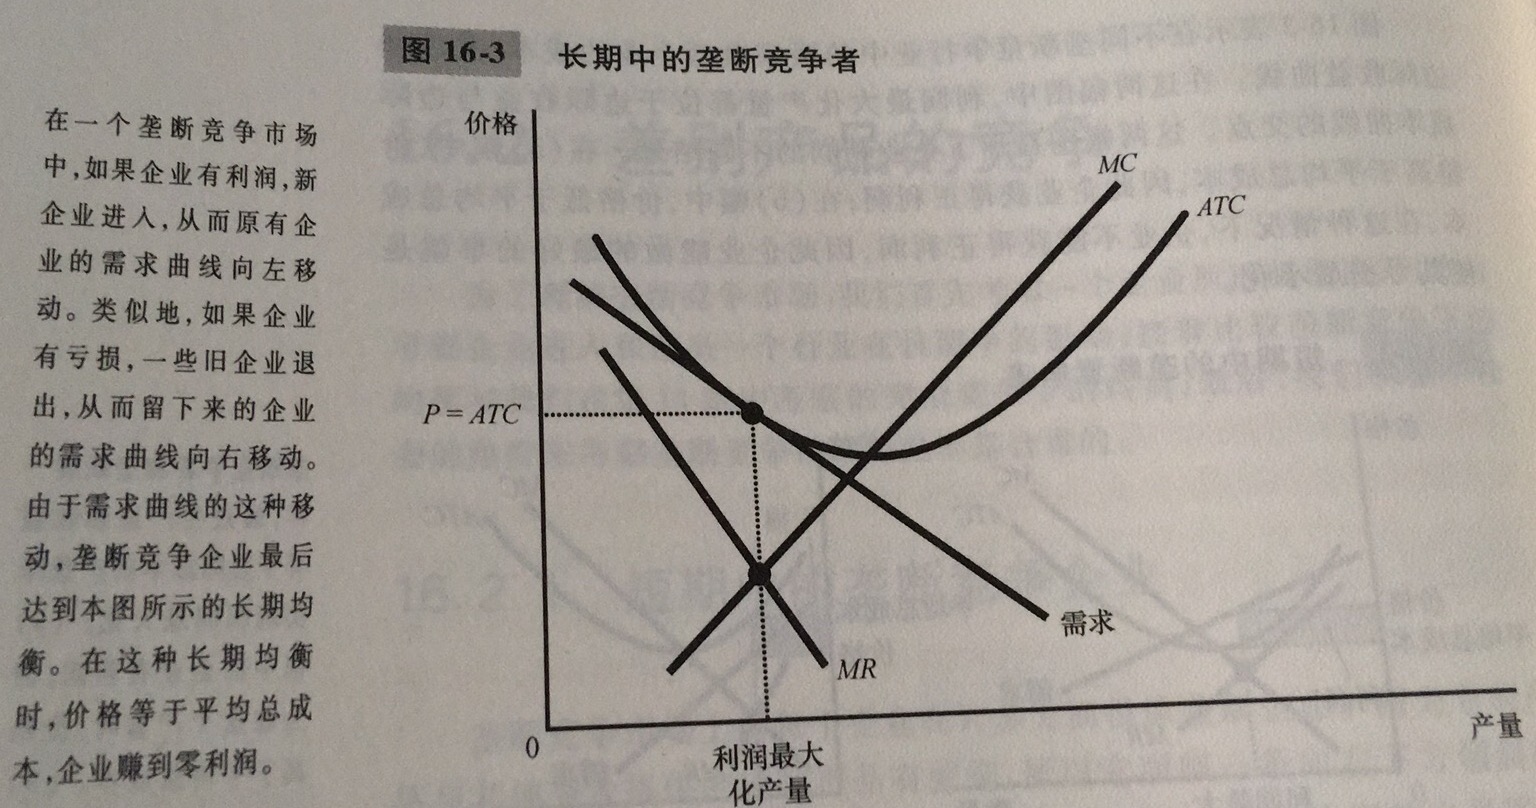 图 16-3 长期中的垄断竞争者
在一个垄断竞争市场
中,如果企业有利润,新
企业进入,从而原有企
业的需求曲线向左移
动。类似地,如果企业
有亏损,一些旧企业退
出,从而留下来的企业
的需求曲线向右移动。
由于需求曲线的这种移
动,垄断竞争企业最后
达到本图所示的长期均
衡。在这种长期均衡
时,价格等于平均总成
本,企业赚到零利润。
价格
MC
ATC
P = ATC
需求
MR
0
利润最大
化产量
产量